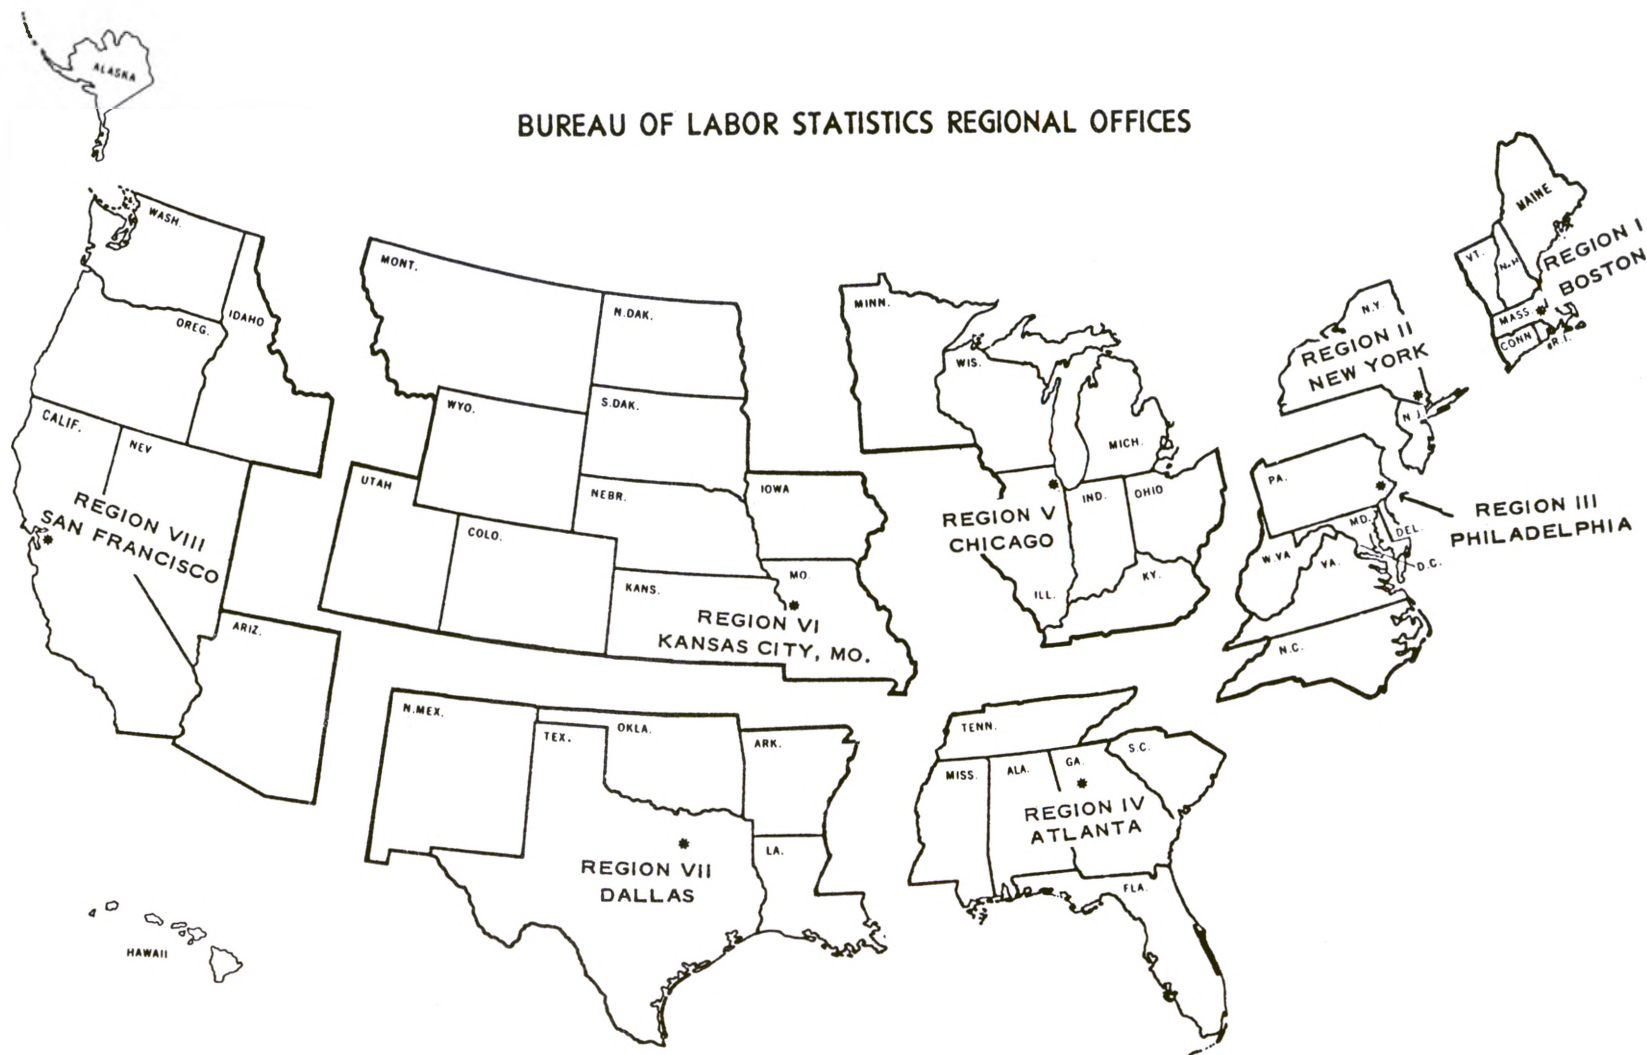 ALASKA
BUREAU OF LABOR STATISTICS REGIONAL OFFICES
WASH.
OREG.
IDAHO
CALIF.
NEV
REGION VIII
SAN FRANCISCO
ARIZ.
HAWAII
MONT.
N.DAK.
WYO.
S.DAK.
UTAH
NEBR.
IOWA
COLO.
KANS.
MO.
REGION VI
KANSAS CITY, MO.
N.MEX.
TEX.
OKLA.
ARK.
LA.
REGION VII
DALLAS
MINN.
WIS.
MICH.
IND.
OHIO
REGION V
CHICAGO
ILL.
KY.
TENN.
MISS.
ALA.
GA.
S.C.
REGION IV
ATLANTA
FLA.
MAINE
VT.
N.H
REGION I
BOSTON
MASS
CONN
R.I.
N.Y.
REGION II
NEW YORK
N J
PA.
REGION III
PHILADELPHIA
MD.
DEL.
W.VA
VA.
D.C.
N.C.